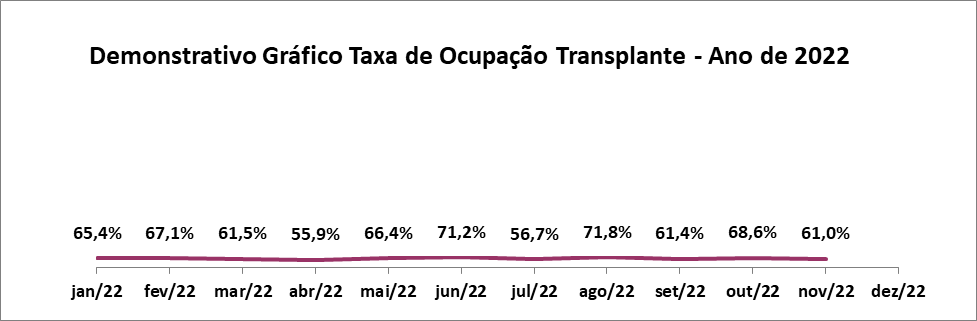 Demonstrativo Gráfico Taxa de Ocupação Transplante - Ano de 2022
65,4% 67,1% 61,5% 55,9% 66,4% 71,2% 56,7% 71,8% 61,4% 68,6% 61,0%
jan/22 fev/22 mar/22 abr/22 mai/22 jun/22 jul/22 ago/22 set/22 out/22 nov/22 dez/22